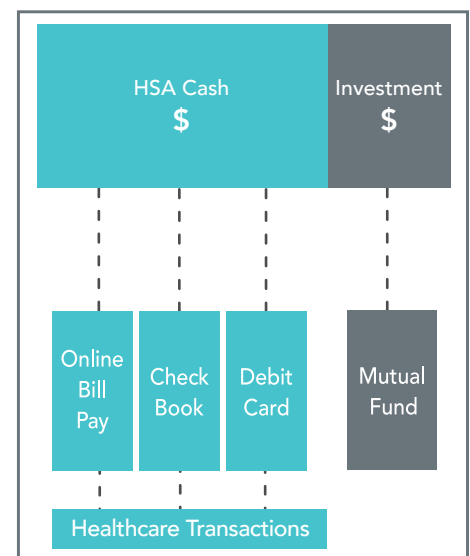 HSA Cash
$
Investment
$
Online
Bill
Pay
Check
Book
Debit
Card
Mutual
Fund
Healthcare Transactions